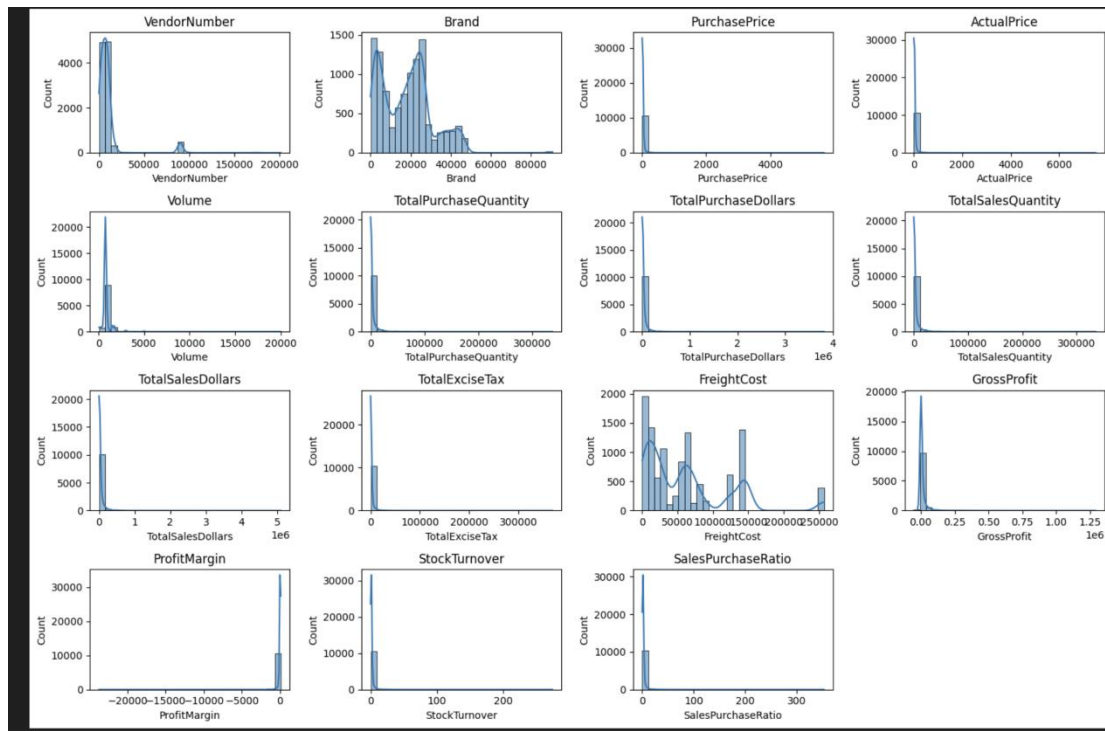 VendorNumber Brand PurchasePrice ActualPrice
Count 4000 2000 0
0 50000 100000 150000 200000
VendorNumber
Count 1500 1000 500 0
0 20000 40000 60000 80000
Brand
Count 30000 20000 10000 0
0 2000 4000
PurchasePrice
Count 30000 20000 10000 0
0 2000 4000 6000
ActualPrice
Volume TotalPurchaseQuantity TotalPurchaseDollars TotalSalesQuantity
Count 20000 15000 10000 5000 0
0 5000 10000 15000 20000
Volume
Count 20000 15000 10000 5000 0
0 100000 200000 300000
TotalPurchaseQuantity
Count 20000 15000 10000 5000 0
0 1 2 3 4
1e6
TotalPurchaseDollars
Count 20000 15000 10000 5000 0
0 100000 200000 300000
TotalSalesQuantity
TotalSalesDollars TotalExciseTax FreightCost GrossProfit
Count 20000 15000 10000 5000 0
0 1 2 3 4 5
1e6
TotalSalesDollars
Count 20000 10000 0
0 100000 200000 300000
TotalExciseTax
Count 2000 1500 1000 500 0
0 50000 100000 150000 200000 250000
FreightCost
Count 20000 15000 10000 5000 0
0.00 0.25 0.50 0.75 1.00 1.25
1e6
GrossProfit
ProfitMargin StockTurnover SalesPurchaseRatio
Count 30000 20000 10000 0
−20000 −15000 −10000 −5000 0
ProfitMargin
Count 30000 20000 10000 0
0 100 200
StockTurnover
Count 30000 20000 10000 0
0 100 200 300
SalesPurchaseRatio